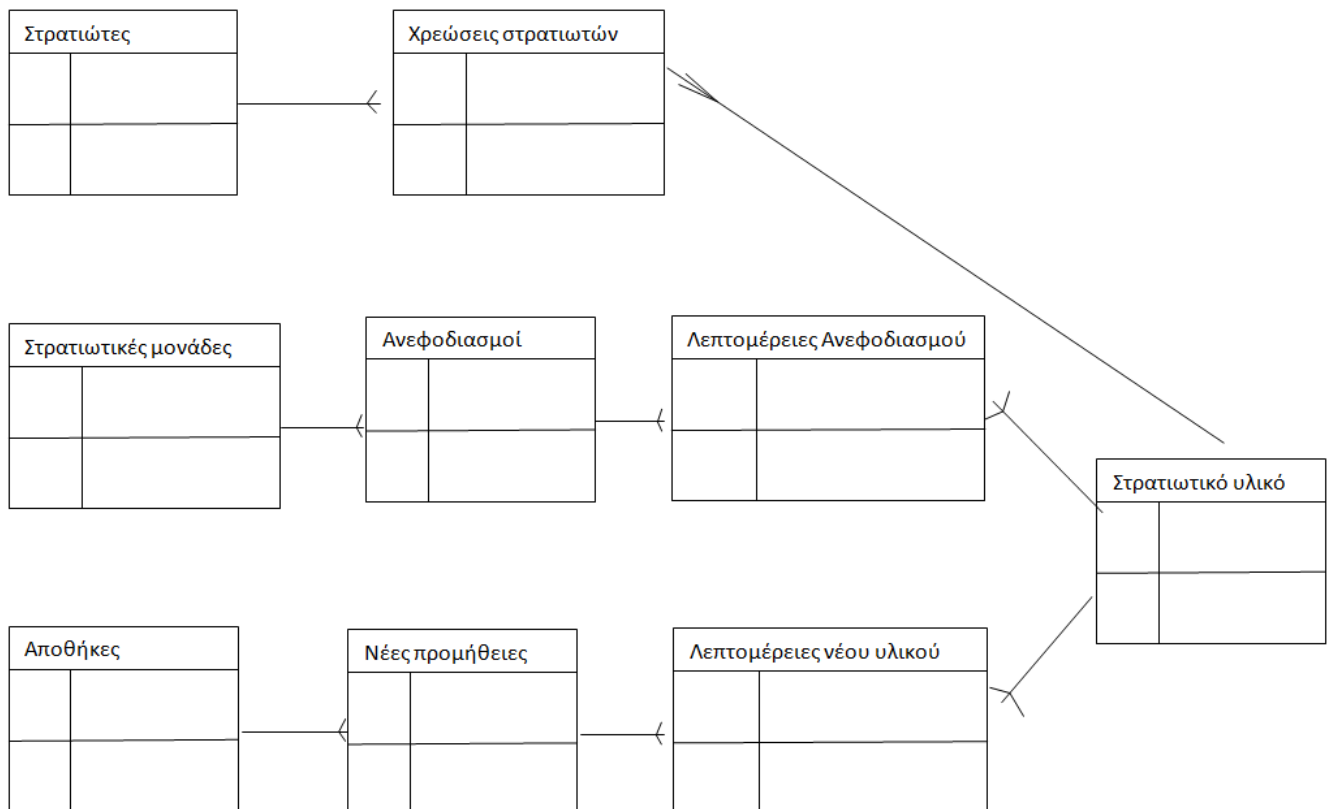 Στρατιώτες
Χρεώσεις στρατιωτών
Στρατιωτικές μονάδες
Ανεφοδιασμοί
Λεπτομέρειες Ανεφοδιασμού
Στρατιωτικό υλικό
Αποθήκες
Νέες προμήθειες
Λεπτομέρειες νέου υλικού